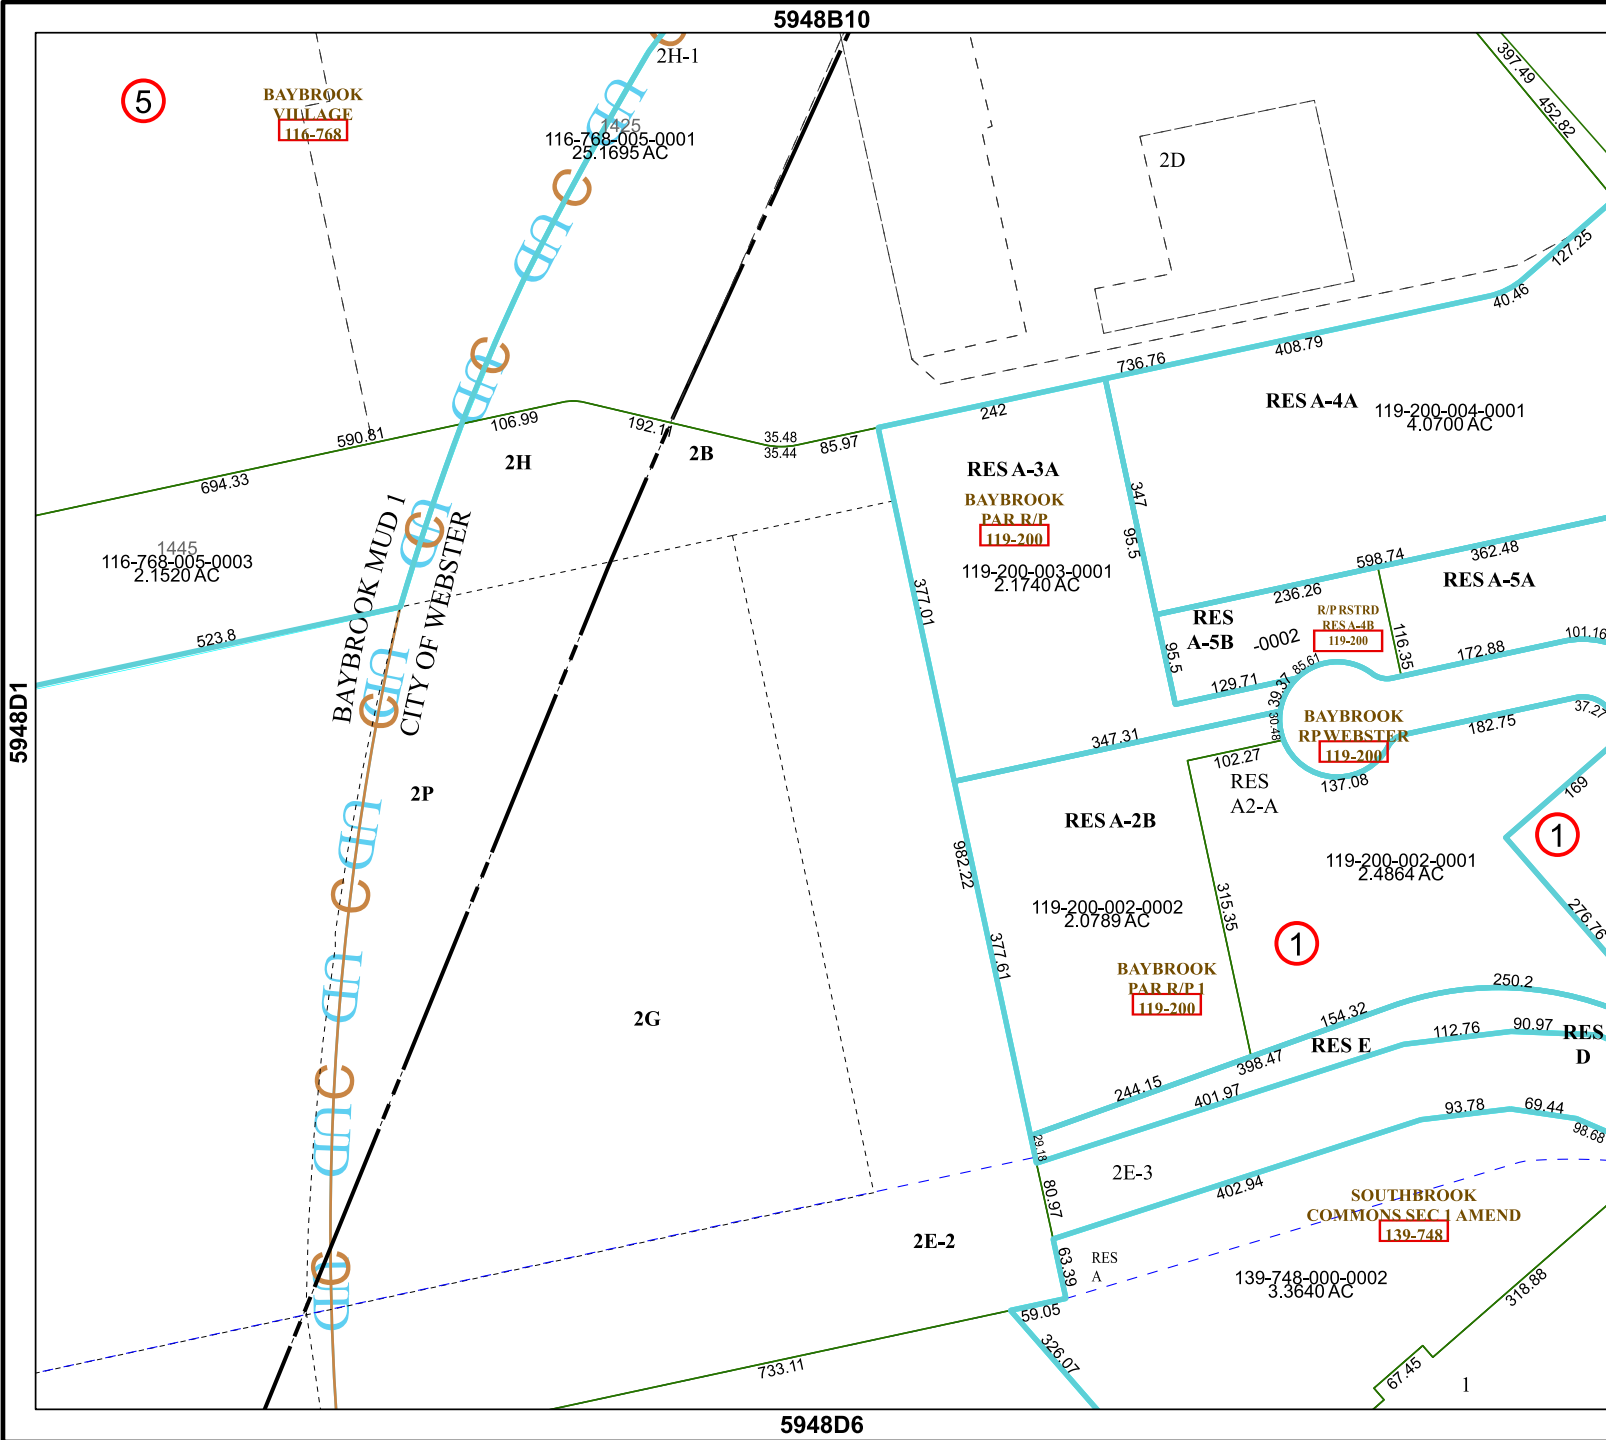 5948B10
5
BAYBROOK
VILLAGE
116-768
2H-1
1425
116-768-005-0001
25.1695 AC
2D
397.49
452.82
127.25
40.46
408.79
736.76
242
RES A-4A
119-200-004-0001
4.0700 AC
590.81
694.33
106.99
35.48
35.44
85.97
2H
2B
RES A-3A
BAYBROOK
PAR R/P
119-200
119-200-003-0001
2.1740 AC
347
95.5
95.5
377.01
1445
116-768-005-0003
2.1520 AC
523.8
BAYBROOK MUD 1
CITY OF WEBSTER
598.74
362.48
236.26
RES A-5A
RES
A-5B
-0002
R/P RSTRD
RES A-4B
119-200
116.35
172.88
101.16
85.61
39.37
30.48
129.71
347.31
102.27
BAYBROOK
RP WEBSTER
119-200
137.08
182.75
37.27
169
5948D1
2P
RES
A2-A
RES A-2B
982.22
119-200-002-0001
2.4864 AC
1
119-200-002-0002
2.0789 AC
315.35
276.76
377.61
1
BAYBROOK
PAR R/P 1
119-200
2G
250.2
154.32
112.76
90.97
RES E
RES
D
398.47
244.15
401.97
93.78
69.44
98.68
29.18
80.97
2E-3
402.94
SOUTHBROOK
COMMONS SEC 1 AMEND
139-748
2E-2
63.39
RES
A
139-748-000-0002
3.3640 AC
318.88
59.05
326.07
733.11
67.45
1
5948D6